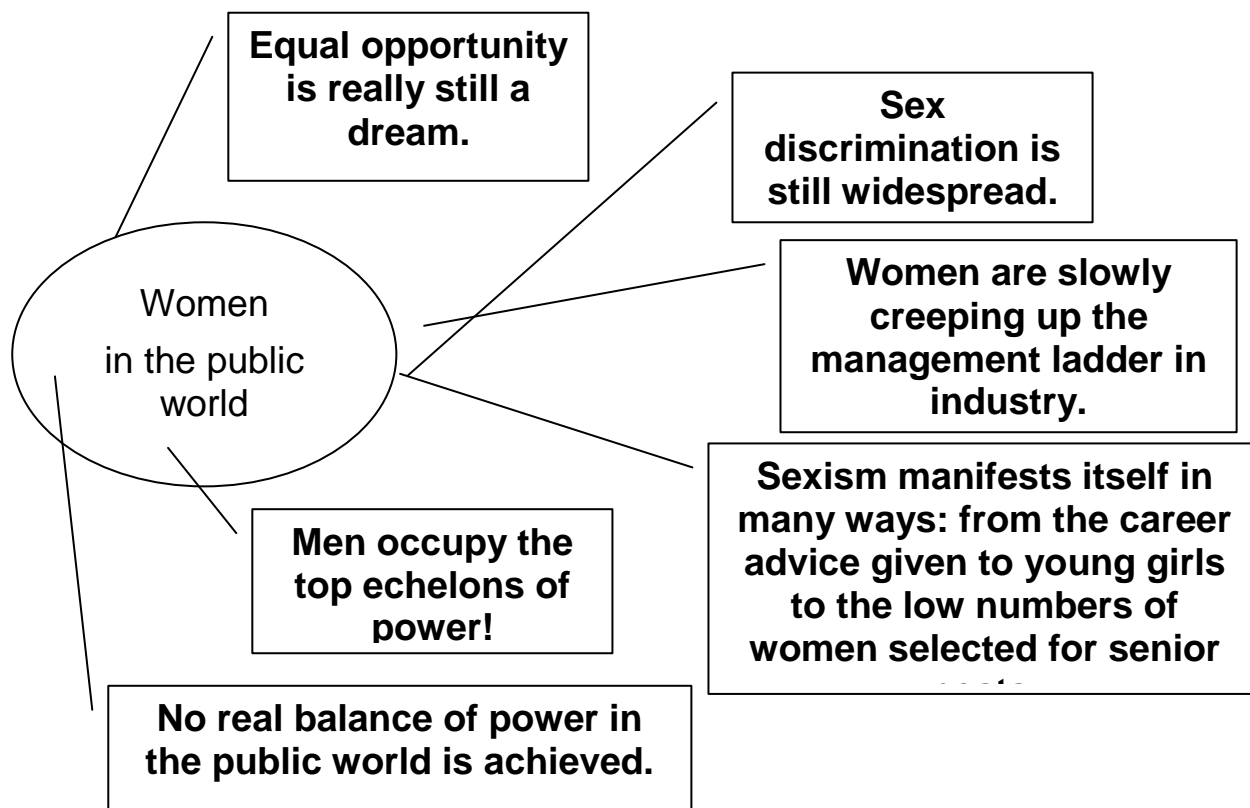 Equal opportunity
is really still a
dream.
Sex
discrimination is
still widespread.
Women
in the public
world
Women are slowly
creeping up the
management ladder in
industry.
Men occupy the
top echelons of
power!
Sexism manifests itself in
many ways: from the career
advice given to young girls
to the low numbers of
women selected for senior
No real balance of power in
the public world is achieved.